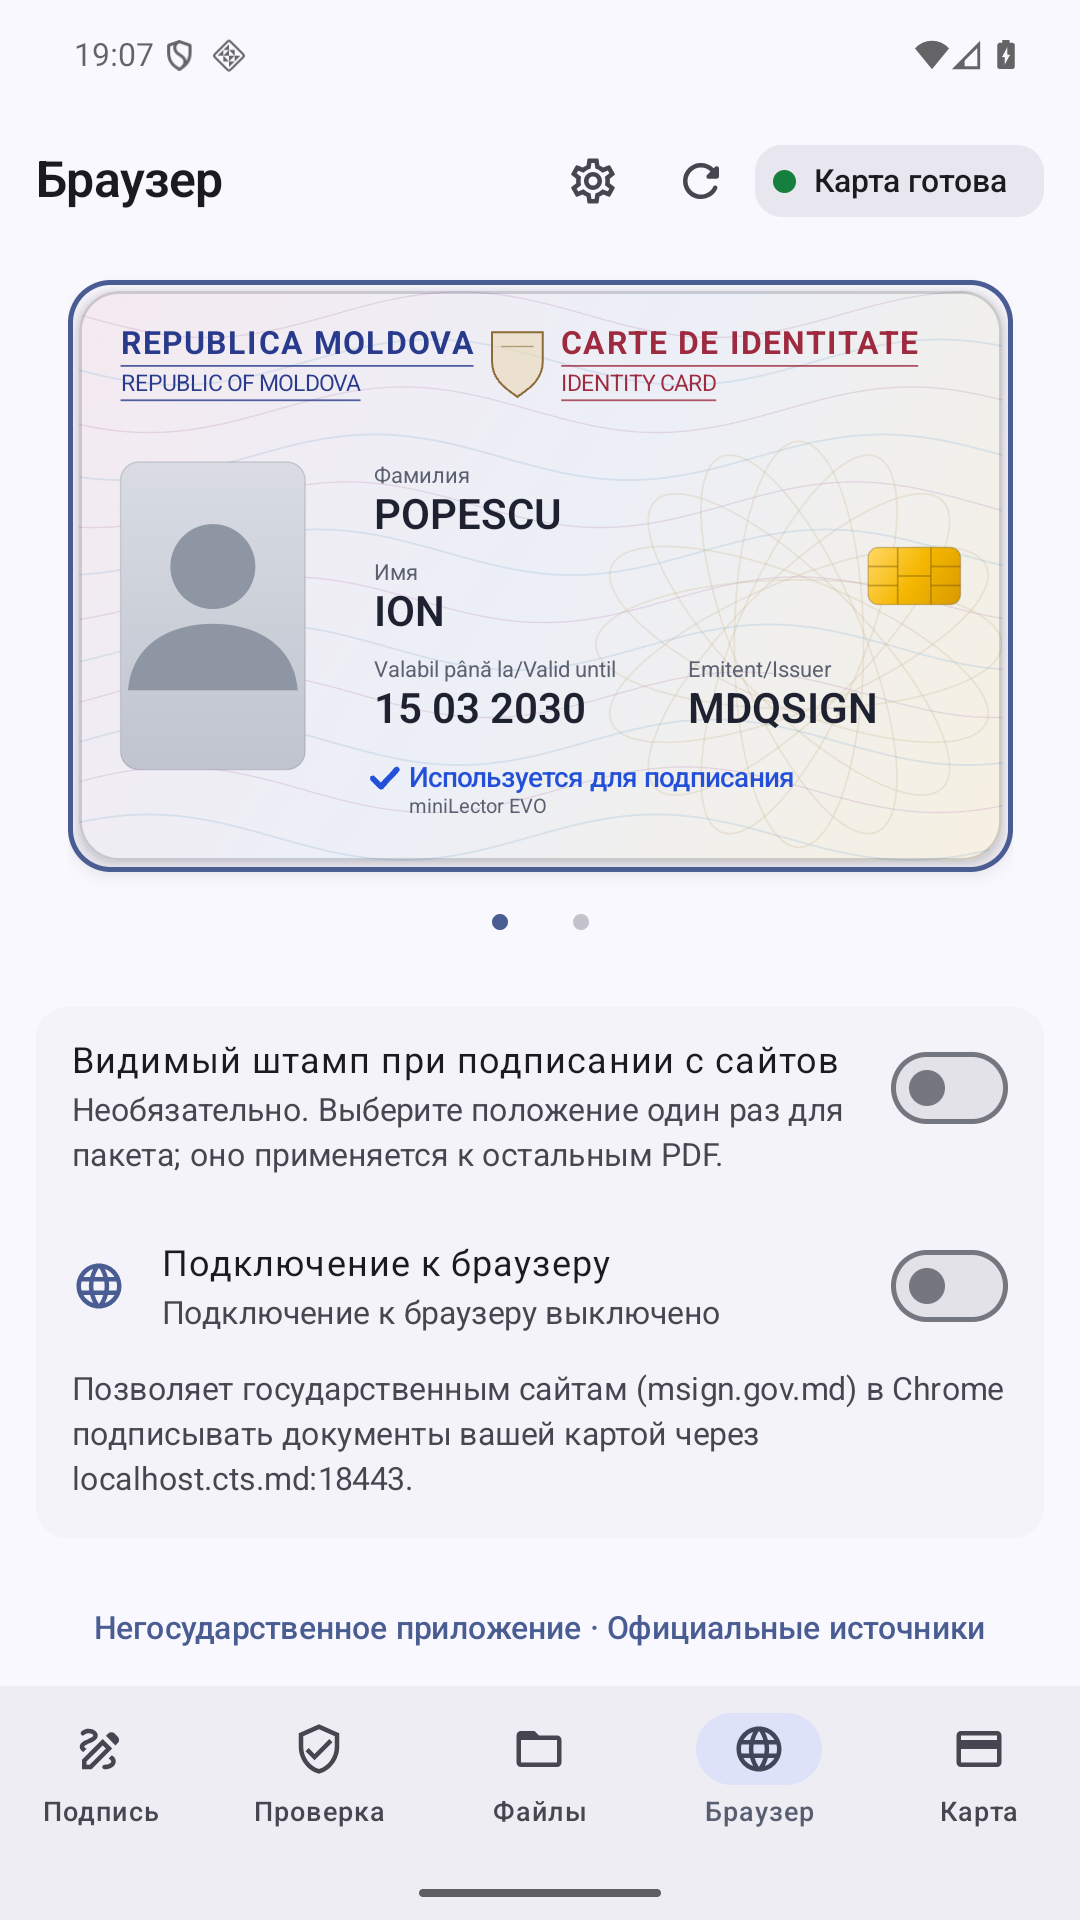 19:07
Браузер
Карта готова
REPUBLICA MOLDOVA
REPUBLIC OF MOLDOVA
CARTE DE IDENTITATE
IDENTITY CARD
Фамилия
POPESCU
Имя
ION
Valabil până la/Valid until
15 03 2030
Emitent/Issuer
MDQSIGN
Используется для подписания
miniLector EVO
Видимый штамп при подписании с сайтов
Необязательно. Выберите положение один раз для
пакета; оно применяется к остальным PDF.
Подключение к браузеру
Подключение к браузеру выключено
Позволяет государственным сайтам (msign.gov.md) в Chrome
подписывать документы вашей картой через
localhost.cts.md:18443.
Негосударственное приложение · Официальные источники
Подпись
Проверка
Файлы
Браузер
Карта